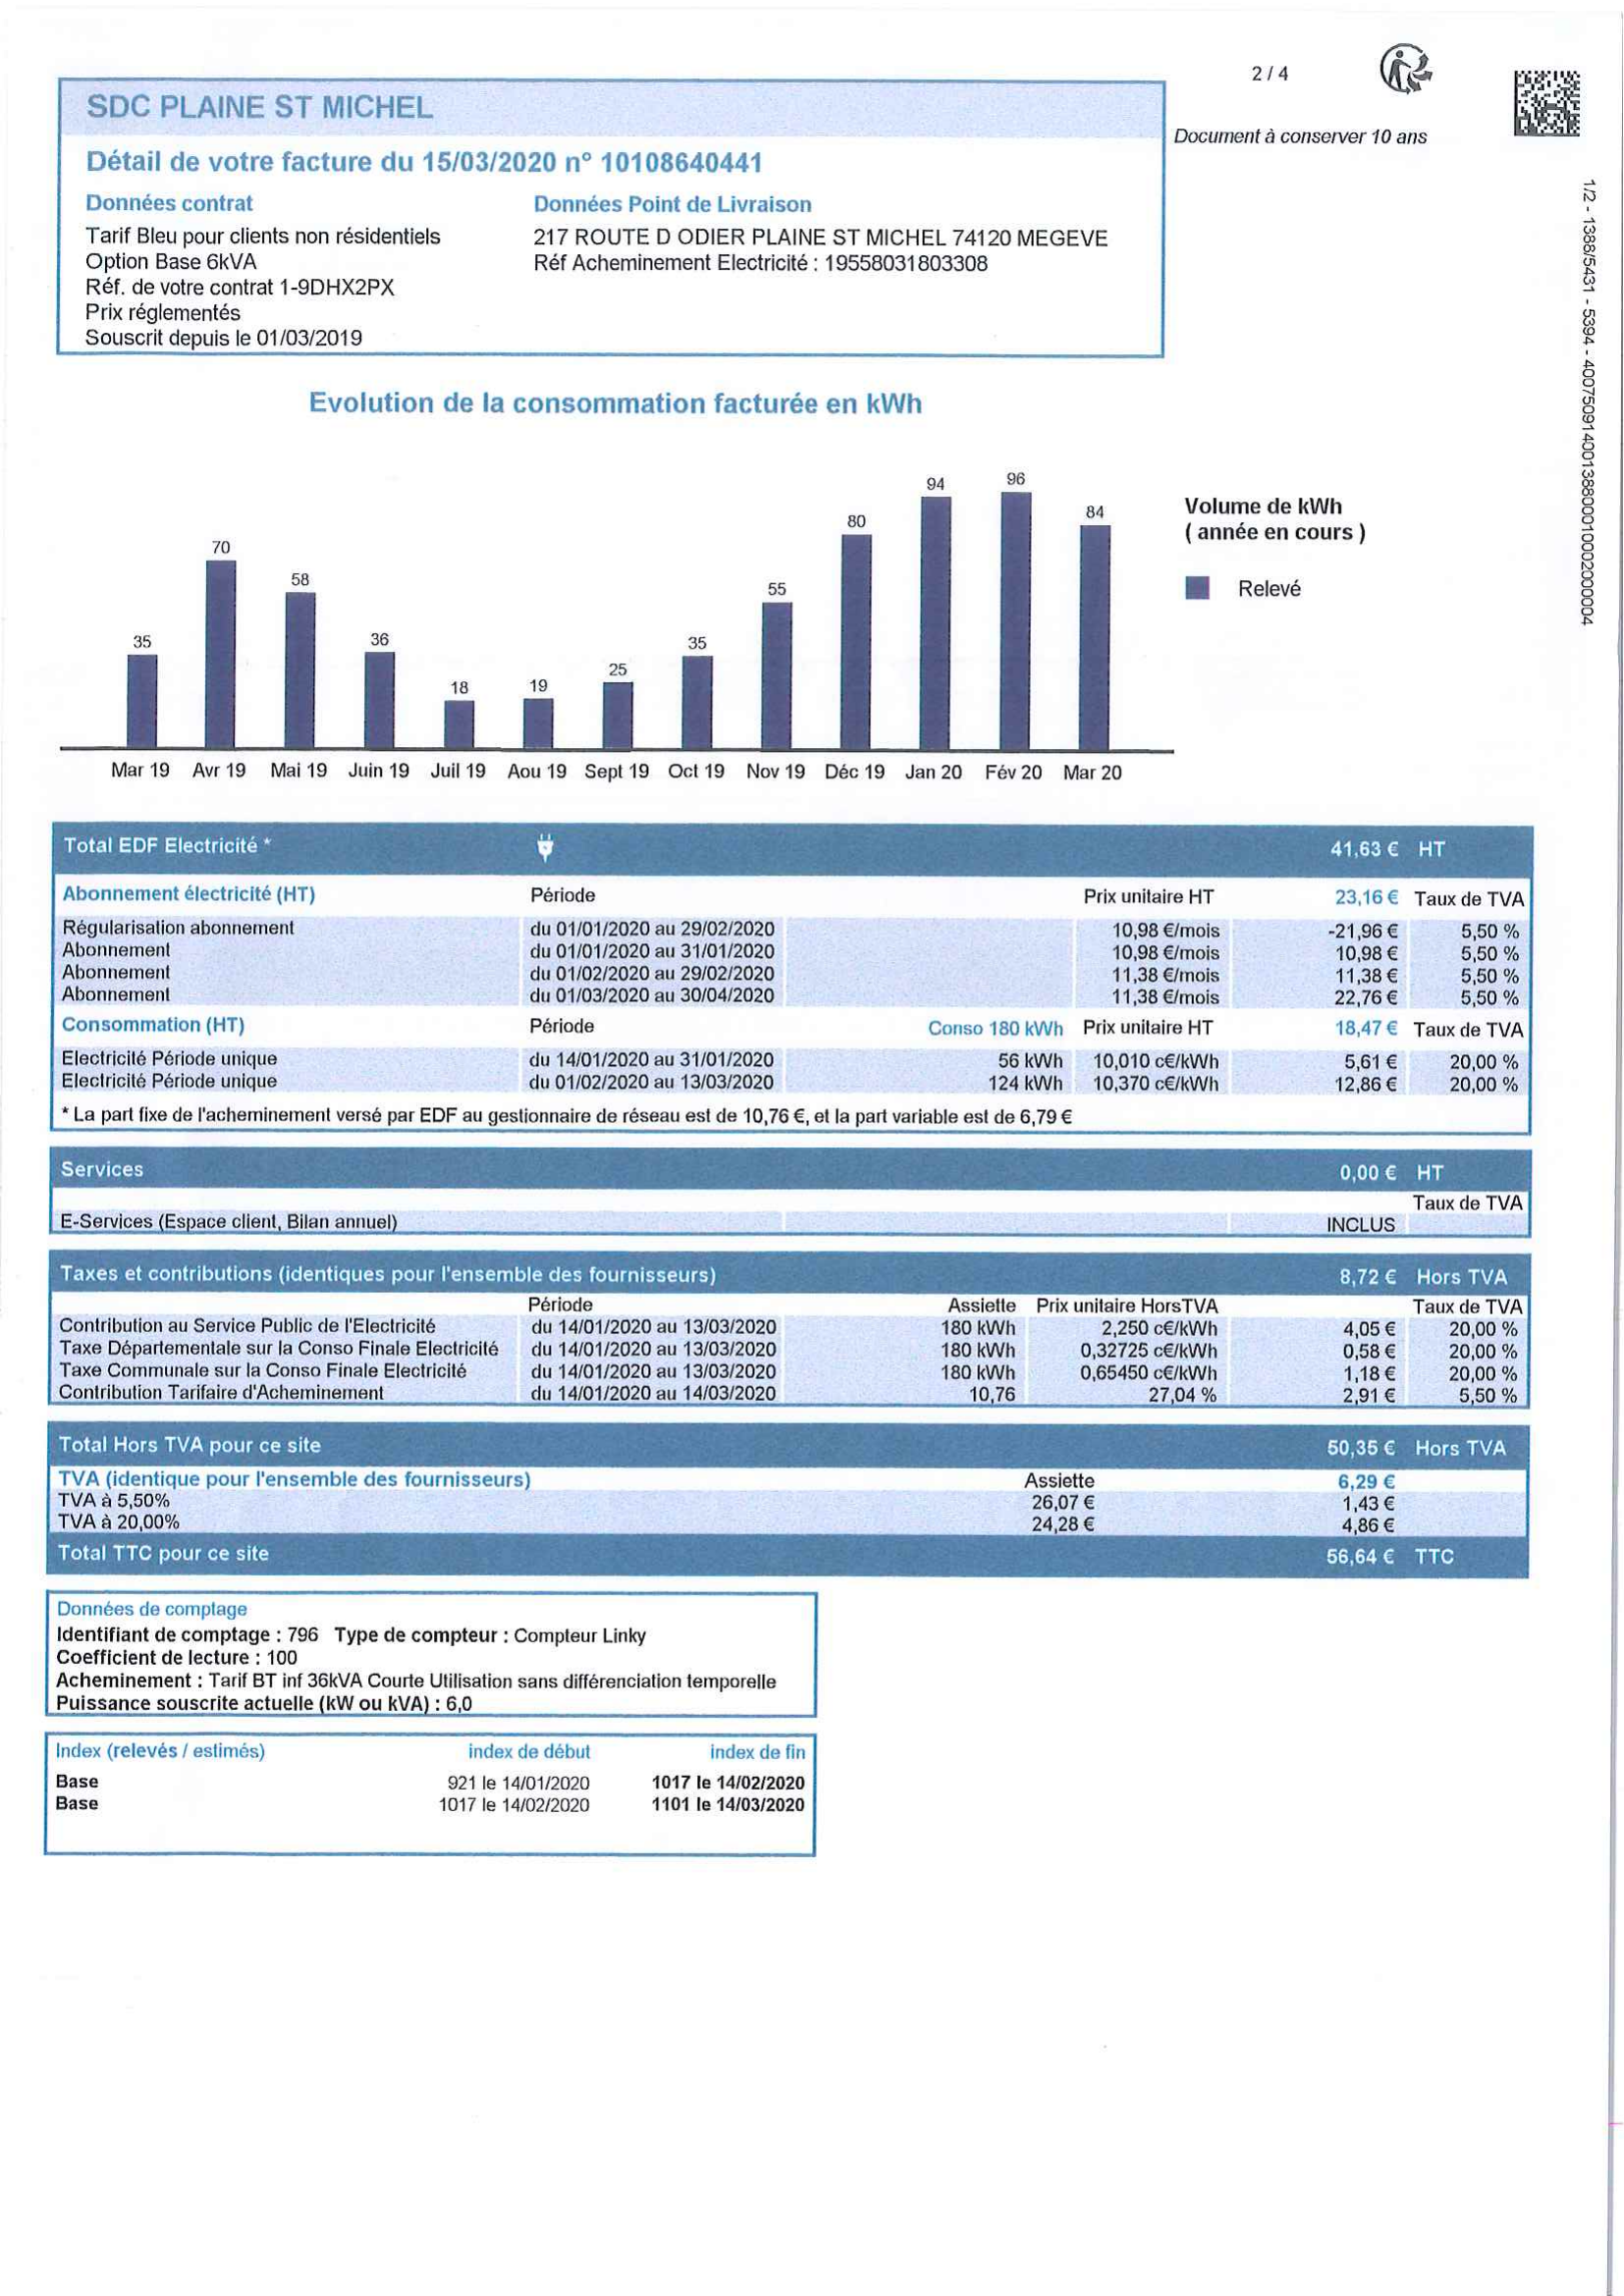 2 / 4
Document à conserver 10 ans
1/2 - 1388/5431 - 5394 - 40075091400138800010002000004
SDC PLAINE ST MICHEL
Détail de votre facture du 15/03/2020 n° 10108640441
Données contrat
Tarif Bleu pour clients non résidentiels
Option Base 6kVA
Réf. de votre contrat 1-9DHX2PX
Prix réglementés
Souscrit depuis le 01/03/2019
Données Point de Livraison
217 ROUTE D ODIER PLAINE ST MICHEL 74120 MEGEVE
Réf Acheminement Electricité : 19558031803308
Evolution de la consommation facturée en kWh
35 70 58 36 18 19 25 35 55 80 94 96 84
Mar 19 Avr 19 Mai 19 Juin 19 Juil 19 Aou 19 Sept 19 Oct 19 Nov 19 Déc 19 Jan 20 Fév 20 Mar 20
Volume de kWh
( année en cours )
Relevé
Total EDF Electricité * 41,63 € HT
Abonnement électricité (HT) Période Prix unitaire HT 23,16 € Taux de TVA
Régularisation abonnement du 01/01/2020 au 29/02/2020 10,98 €/mois -21,96 € 5,50 %
Abonnement du 01/01/2020 au 31/01/2020 10,98 €/mois 10,98 € 5,50 %
Abonnement du 01/02/2020 au 29/02/2020 11,38 €/mois 11,38 € 5,50 %
Abonnement du 01/03/2020 au 30/04/2020 11,38 €/mois 22,76 € 5,50 %
Consommation (HT) Période Conso 180 kWh Prix unitaire HT 18,47 € Taux de TVA
Electricité Période unique du 14/01/2020 au 31/01/2020 56 kWh 10,010 c€/kWh 5,61 € 20,00 %
Electricité Période unique du 01/02/2020 au 13/03/2020 124 kWh 10,370 c€/kWh 12,86 € 20,00 %
* La part fixe de l'acheminement versé par EDF au gestionnaire de réseau est de 10,76 €, et la part variable est de 6,79 €
Services 0,00 € HT
Taux de TVA
E-Services (Espace client, Bilan annuel) INCLUS
Taxes et contributions (identiques pour l'ensemble des fournisseurs) 8,72 € Hors TVA
Période Assiette Prix unitaire HorsTVA Taux de TVA
Contribution au Service Public de l'Electricité du 14/01/2020 au 13/03/2020 180 kWh 2,250 c€/kWh 4,05 € 20,00 %
Taxe Départementale sur la Conso Finale Electricité du 14/01/2020 au 13/03/2020 180 kWh 0,32725 c€/kWh 0,58 € 20,00 %
Taxe Communale sur la Conso Finale Electricité du 14/01/2020 au 13/03/2020 180 kWh 0,65450 c€/kWh 1,18 € 20,00 %
Contribution Tarifaire d'Acheminement du 14/01/2020 au 14/03/2020 10,76 27,04 % 2,91 € 5,50 %
Total Hors TVA pour ce site 50,35 € Hors TVA
TVA (identique pour l'ensemble des fournisseurs) Assiette 6,29 €
TVA à 5,50% 26,07 € 1,43 €
TVA à 20,00% 24,28 € 4,86 €
Total TTC pour ce site 56,64 € TTC
Données de comptage
Identifiant de comptage : 796 Type de compteur : Compteur Linky
Coefficient de lecture : 100
Acheminement : Tarif BT inf 36kVA Courte Utilisation sans différenciation temporelle
Puissance souscrite actuelle (kW ou kVA) : 6,0
Index (relevés / estimés) index de début index de fin
Base 921 le 14/01/2020 1017 le 14/02/2020
Base 1017 le 14/02/2020 1101 le 14/03/2020